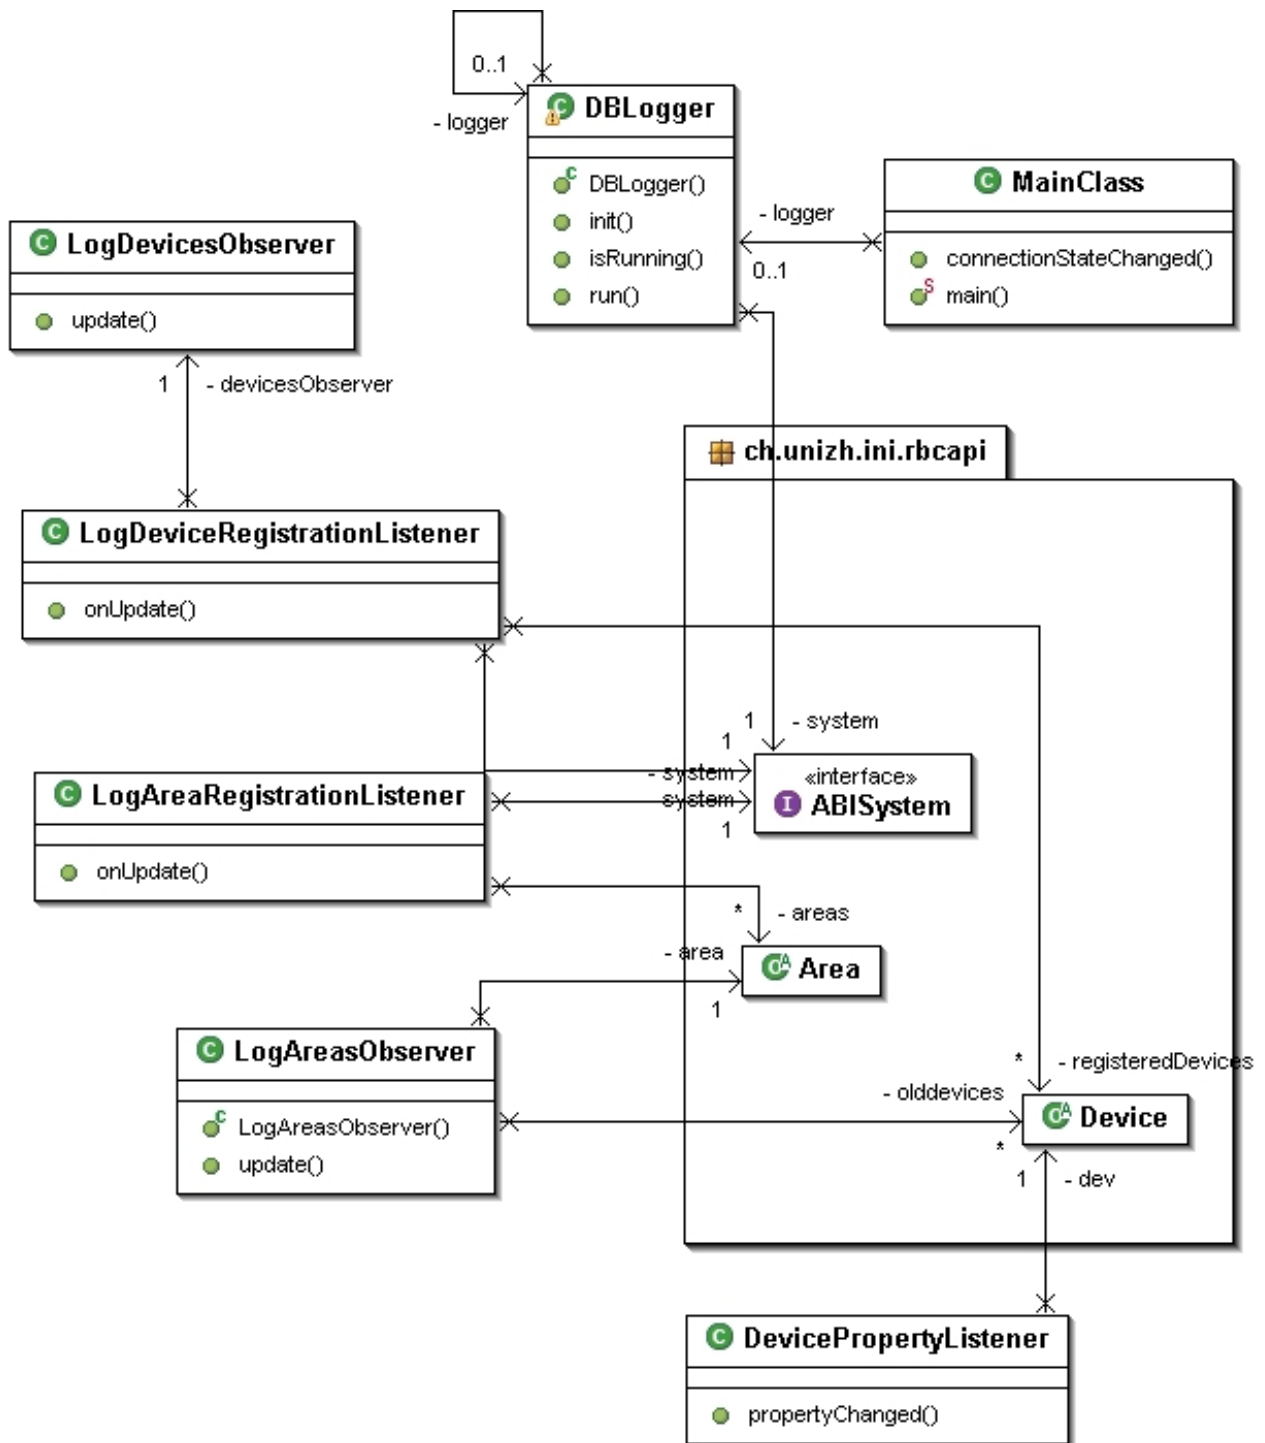 0..1
- logger
DBLogger
DBLogger()
init()
isRunning()
run()
- logger
0..1
MainClass
connectionStateChanged()
main()
LogDevicesObserver
update()
1
- devicesObserver
LogDeviceRegistrationListener
onUpdate()
ch.unizh.ini.rbcapi
1
- system
1
- system
- system
1
«interface»
ABISystem
LogAreaRegistrationListener
onUpdate()
*
- areas
- area
1
Area
LogAreasObserver
LogAreasObserver()
update()
*
- registeredDevices
- olddevices
*
Device
1
- dev
DevicePropertyListener
propertyChanged()